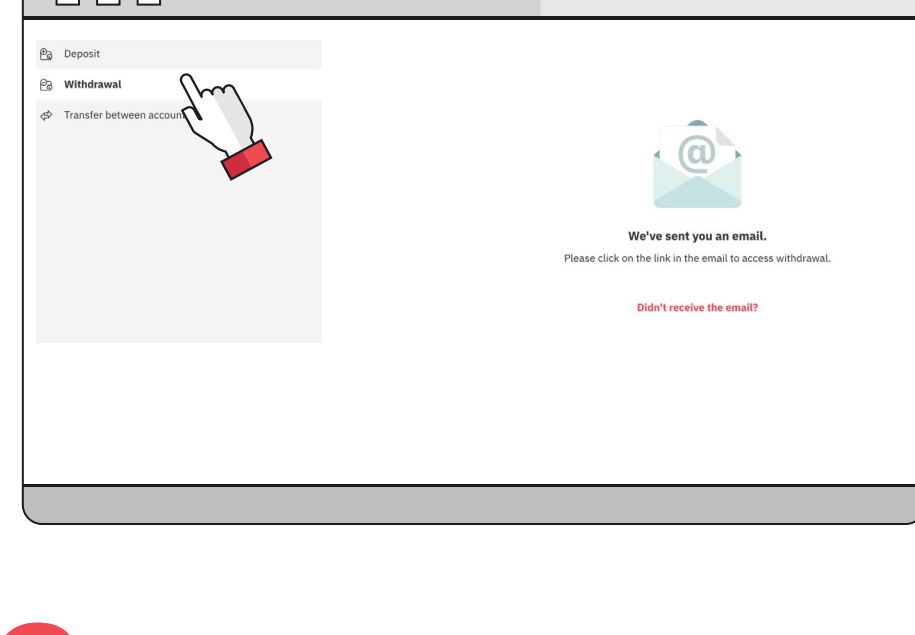 Deposit
Withdrawal
Transfer between
We've sent you an email.
Please click on the link in the email to access withdrawal.
Didn't receive the email?